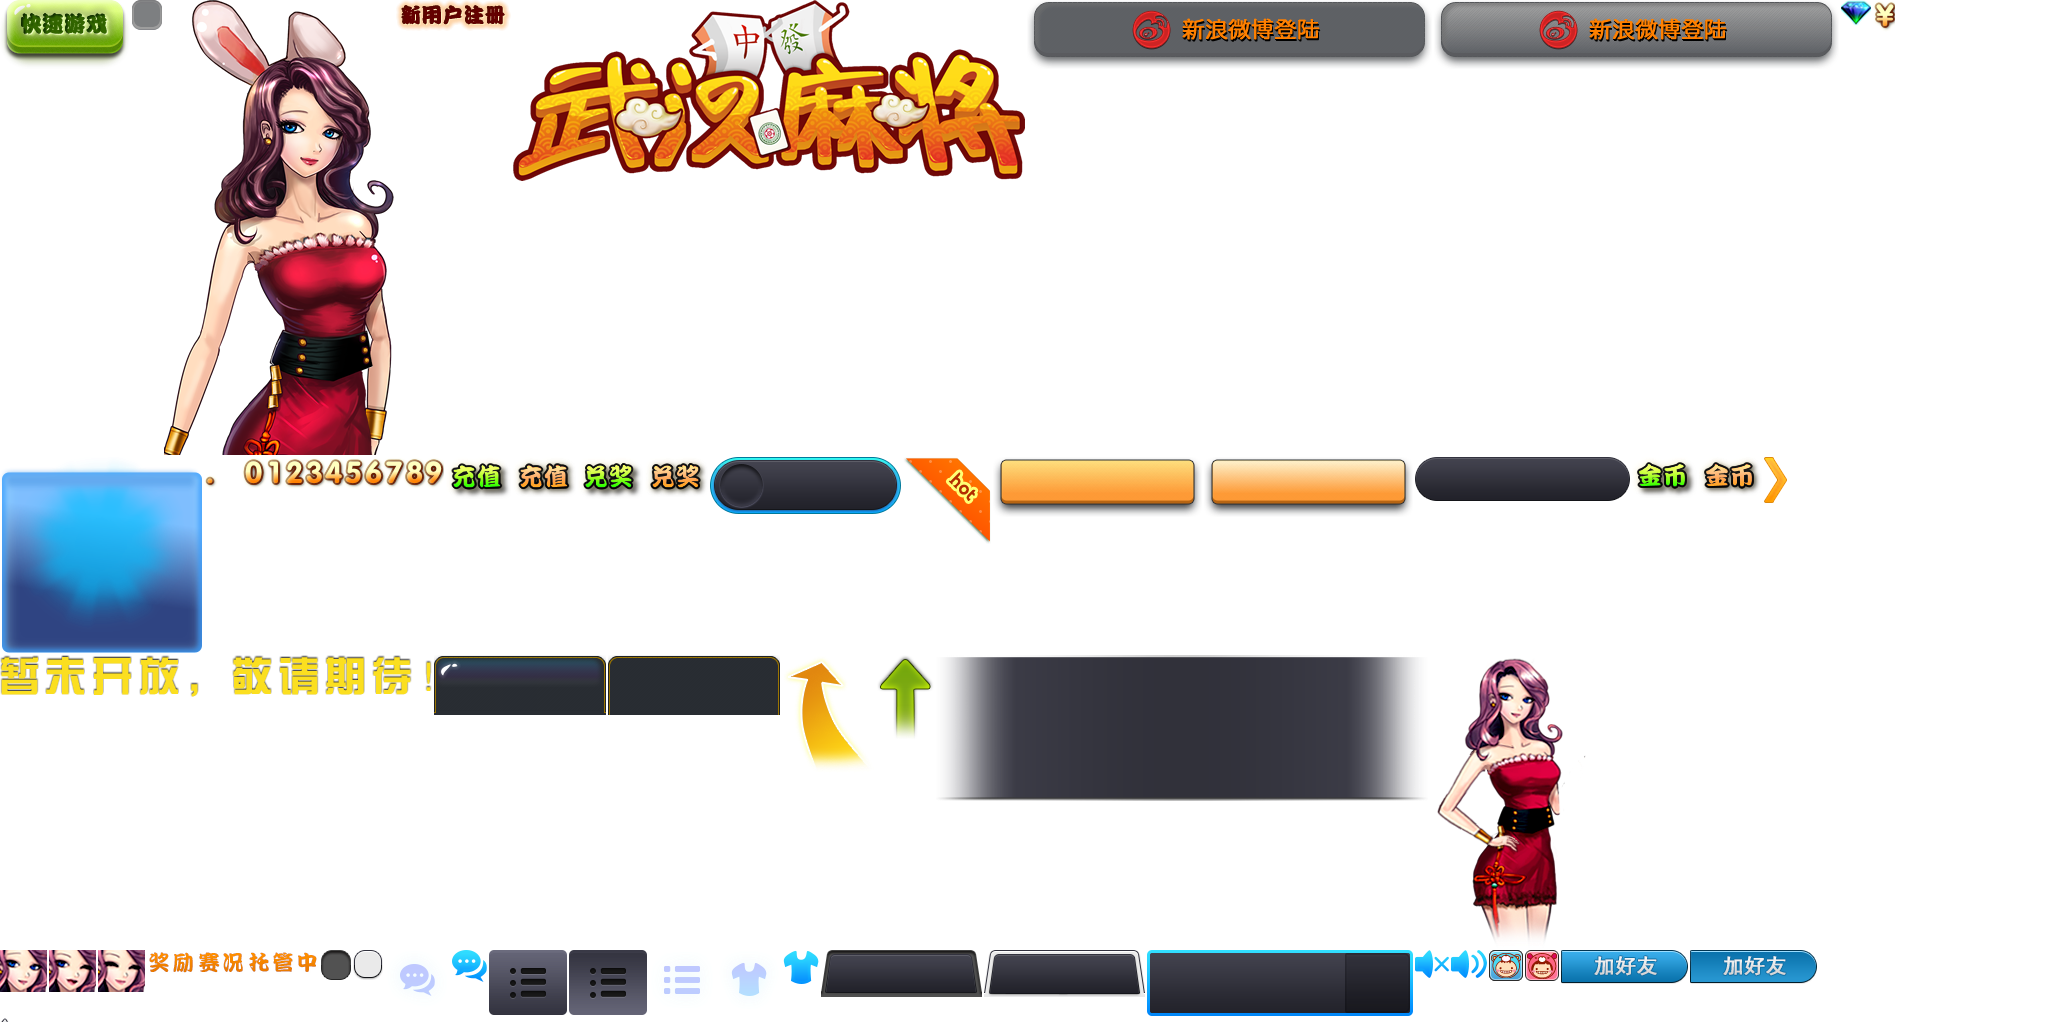 快速游戏
新用户注册
中
發
武汉麻将
新浪微博登陆
新浪微博登陆
¥
. 0123456789
充值
充值
兑奖
兑奖
hot
金币
金币
暂未开放，敬请期待！
奖励赛况托管中
加好友
加好友